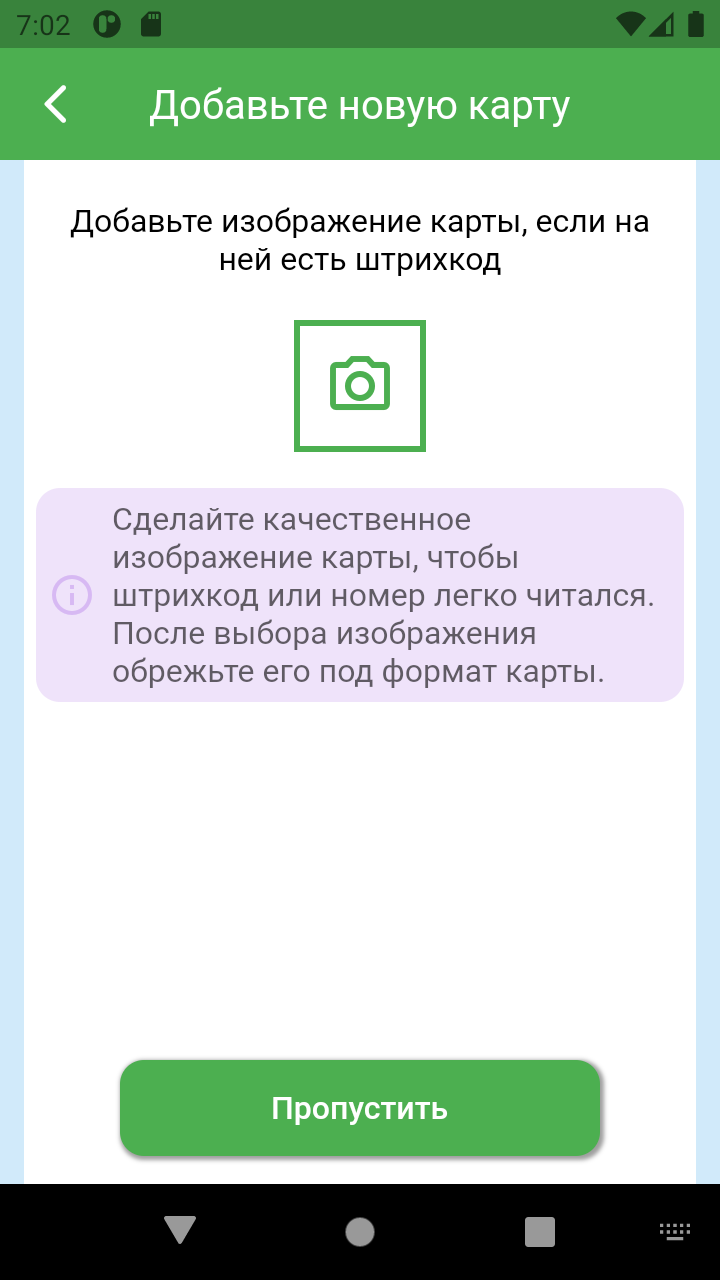 7:02
Добавьте новую карту
Добавьте изображение карты, если на
ней есть штрихкод
Сделайте качественное
изображение карты, чтобы
штрихкод или номер легко читался.
После выбора изображения
обрежьте его под формат карты.
Пропустить